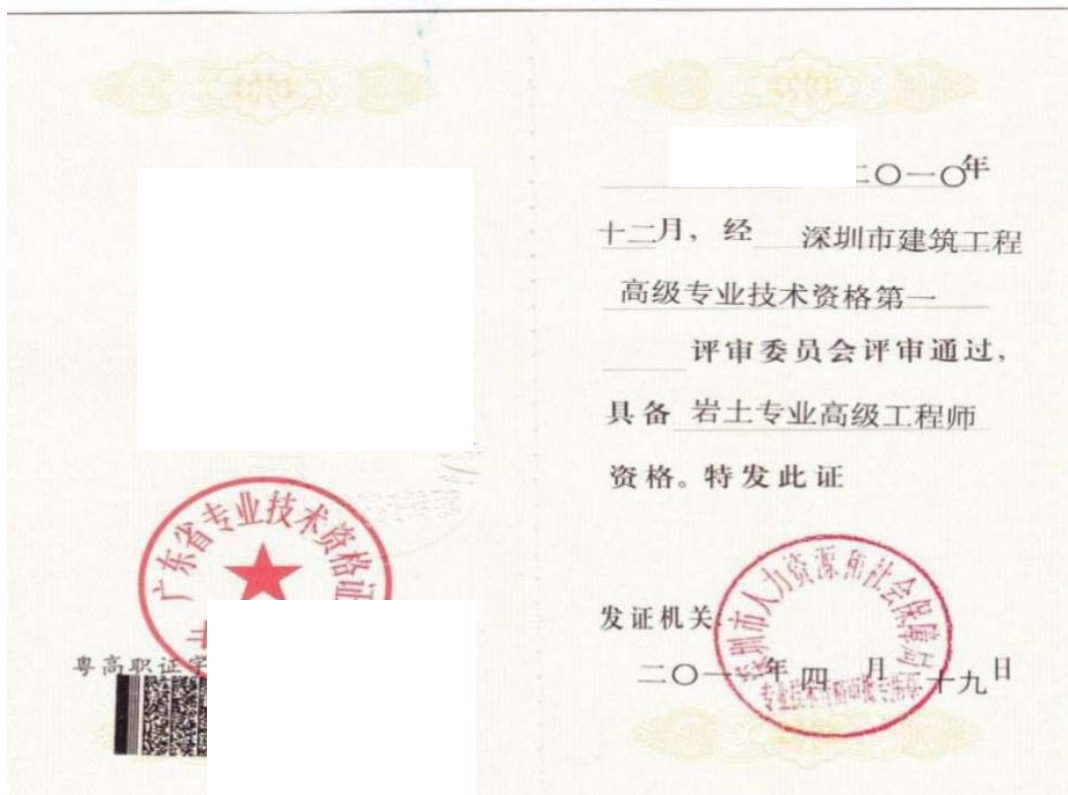 广东省专业技术资格证
粤高职证字
二〇一〇年
十二月，经 深圳市建筑工程
高级专业技术资格第一
评审委员会评审通过，
具备 岩土专业高级工程师
资格。特发此证
深圳市人力资源和社会保障局
发证机关
二〇一一年 四 月 十九日